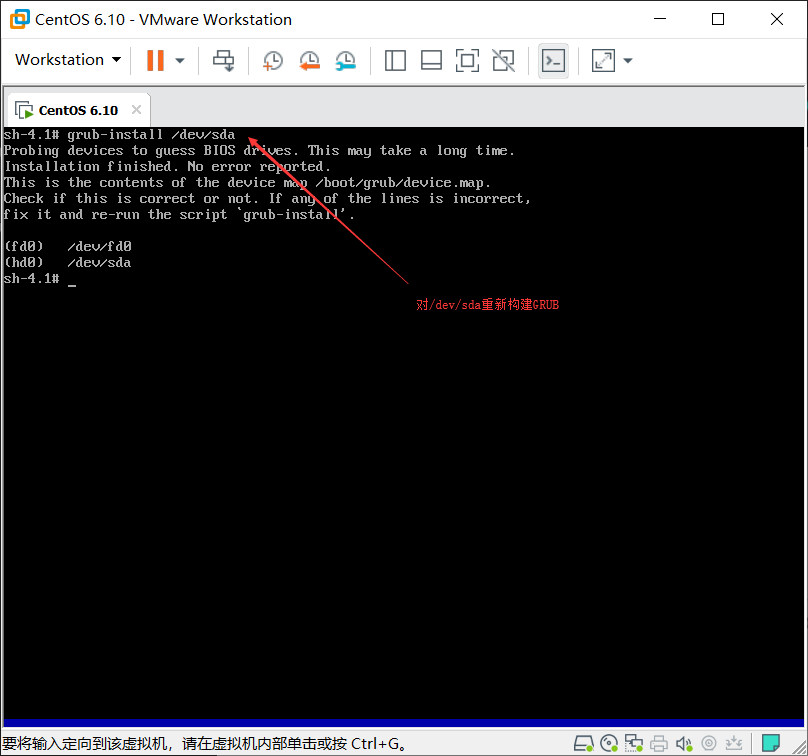 CentOS 6.10 - VMware Workstation
Workstation
CentOS 6.10
sh-4.1# grub-install /dev/sda
Probing devices to guess BIOS drives. This may take a long time.
Installation finished. No error reported.
This is the contents of the device map /boot/grub/device.map.
Check if this is correct or not. If any of the lines is incorrect,
fix it and re-run the script `grub-install'.
(fd0)   /dev/fd0
(hd0)   /dev/sda
sh-4.1# _
对/dev/sda重新构建GRUB
要将输入定向到该虚拟机，请在虚拟机内部单击或按 Ctrl+G。